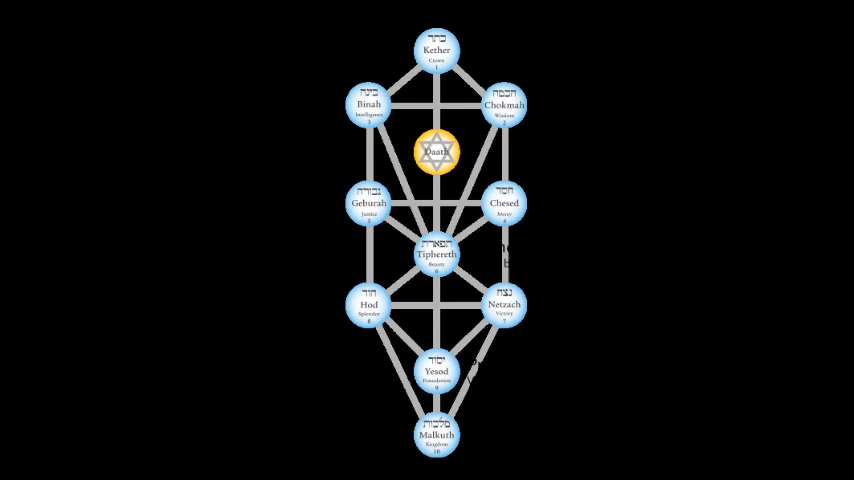 כתר
Kether
Crown
1
בינה
Binah
Intelligence
3
חכמה
Chokmah
Wisdom
2
Daath
גבורה
Geburah
Justice
5
חסד
Chesed
Mercy
4
תפארת
Tiphereth
Beauty
6
הוד
Hod
Splendor
8
נצח
Netzach
Victory
7
יסוד
Yesod
Foundation
9
מלכות
Malkuth
Kingdom
10